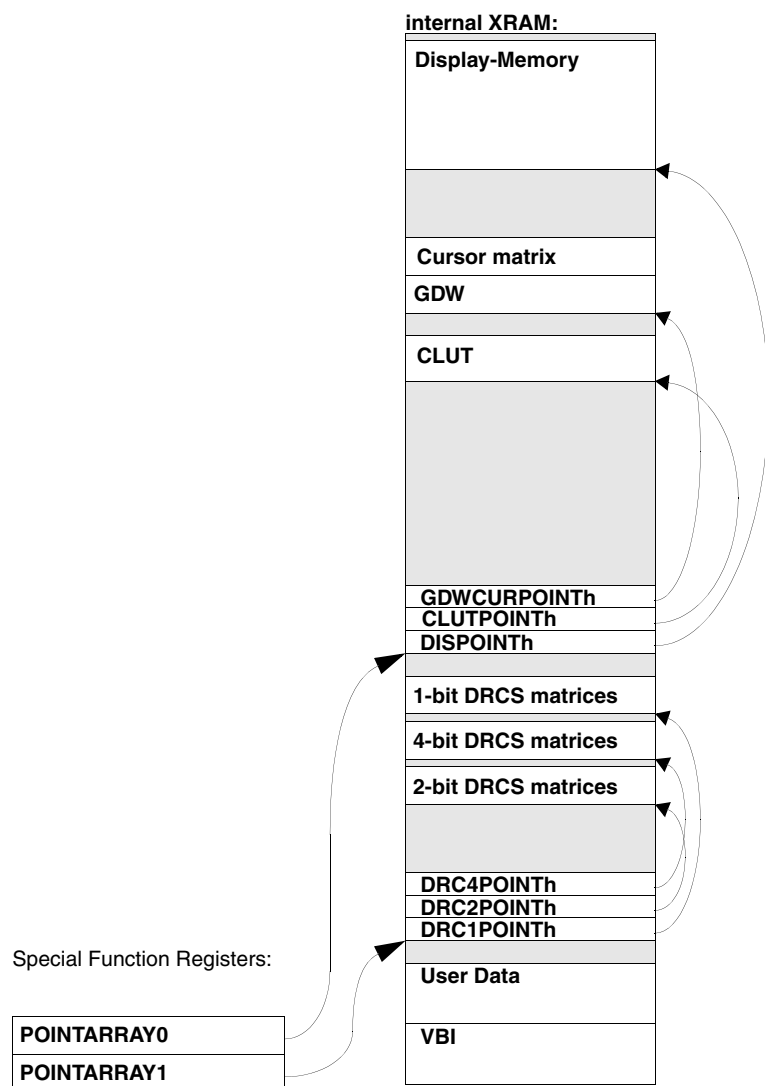 internal XRAM:
Display-Memory
Cursor matrix
GDW
CLUT
GDWCURPOINTh
CLUTPOINTh
DISPOINTh
1-bit DRCS matrices
4-bit DRCS matrices
2-bit DRCS matrices
DRC4POINTh
DRC2POINTh
DRC1POINTh
Special Function Registers:
User Data
POINTARRAY0
VBI
POINTARRAY1